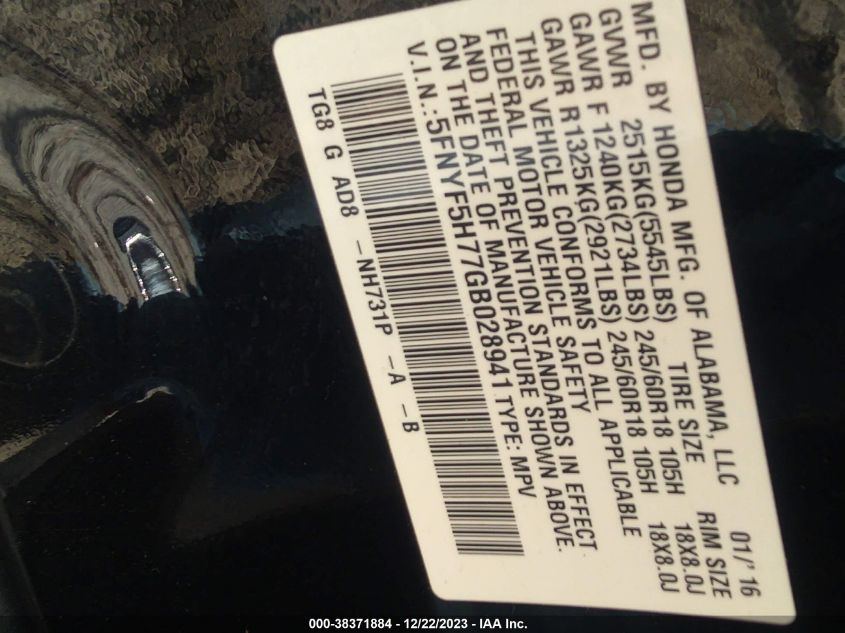 MFD. BY HONDA MFG. OF ALABAMA, LLC 01/'16
GVWR 2515KG(5545LBS) TIRE SIZE RIM SIZE
GAWR F 1240KG(2734LBS) 245/60R18 105H 18X8.0J
GAWR R1325KG(2921LBS) 245/60R18 105H 18X8.0J
THIS VEHICLE CONFORMS TO ALL APPLICABLE
FEDERAL MOTOR VEHICLE SAFETY
AND THEFT PREVENTION STANDARDS IN EFFECT
ON THE DATE OF MANUFACTURE SHOWN ABOVE.
V.I.N.:5FNYF5H77GB028941 TYPE: MPV
TG8 G AD8 -NH731P -A -B
000-38371884 - 12/22/2023 - IAA Inc.